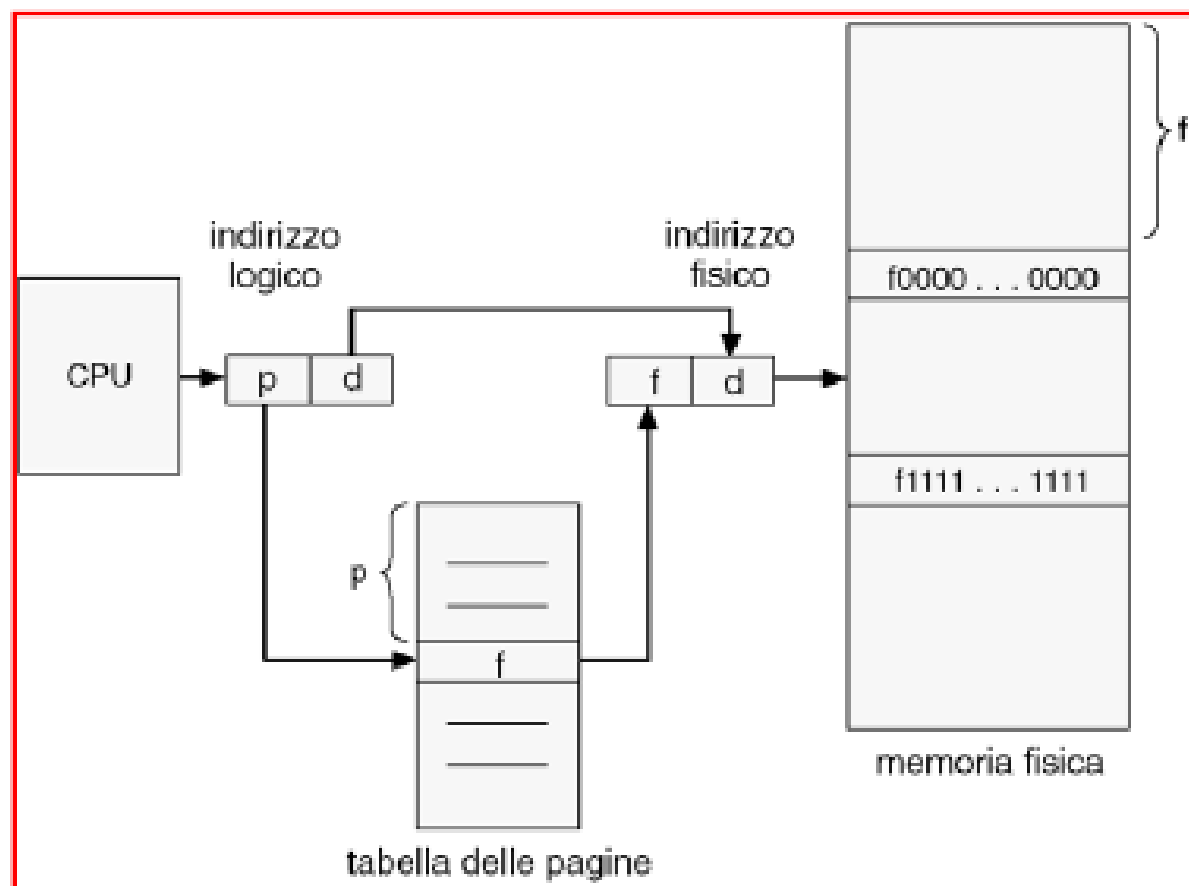 f
indirizzo
logico
indirizzo
fisico
f0000 . . . 0000
CPU
p
d
f
d
f1111 . . . 1111
p
f
memoria fisica
tabella delle pagine